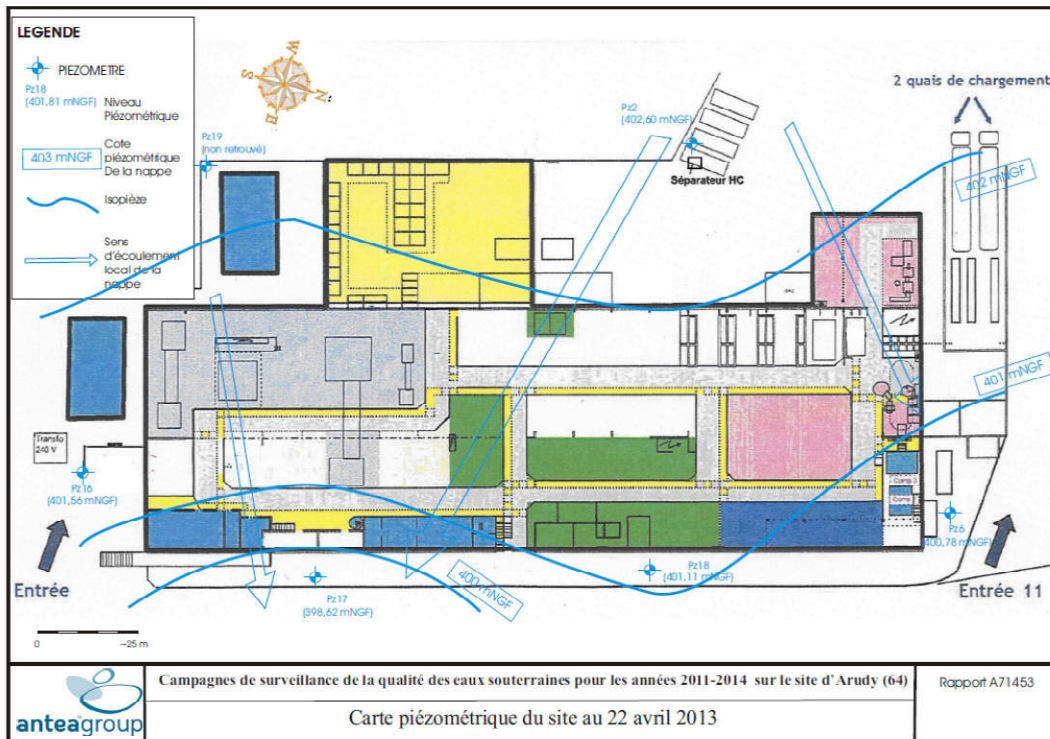 LEGENDE
PIEZOMETRE
Pz18
(401,81 mNGF)
Niveau
Piézométrique
403 mNGF
Cote
piézométrique
De la nappe
Isopièze
Sens
d'écoulement
local de la
nappe
W
S
N
Pz19
(non retrouvé)
Pz2
(402,60 mNGF)
Séparateur HC
2 quais de chargement
402 mNGF
401 mNGF
Transfo
240 V
Pz16
(401,56 mNGF)
Entrée
Comp 3
Comp
Pz6
(400,78 mNGF)
400 mNGF
Pz17
(398,62 mNGF)
Pz18
(401,11 mNGF)
Entrée 11
0
~25 m
anteagroup
Campagnes de surveillance de la qualité des eaux souterraines pour les années 2011-2014 sur le site d'Arudy (64)
Carte piézométrique du site au 22 avril 2013
Rapport A71453